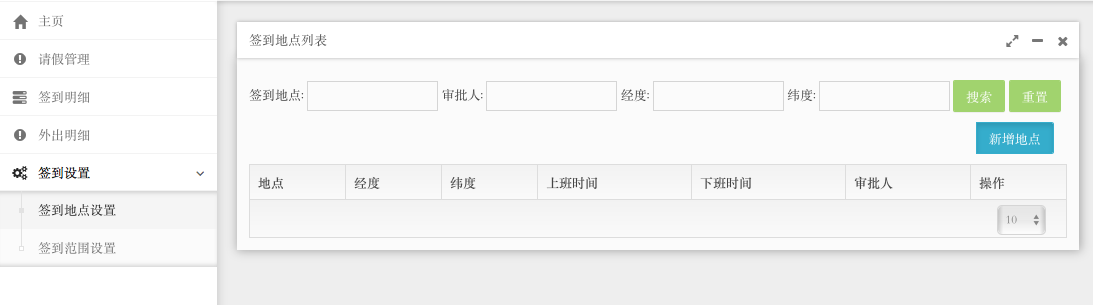 主页
请假管理
签到明细
外出明细
签到设置
签到地点设置
签到范围设置
签到地点列表
签到地点: 审批人: 经度: 纬度: 搜索 重置
新增地点
地点 经度 纬度 上班时间 下班时间 审批人 操作
10